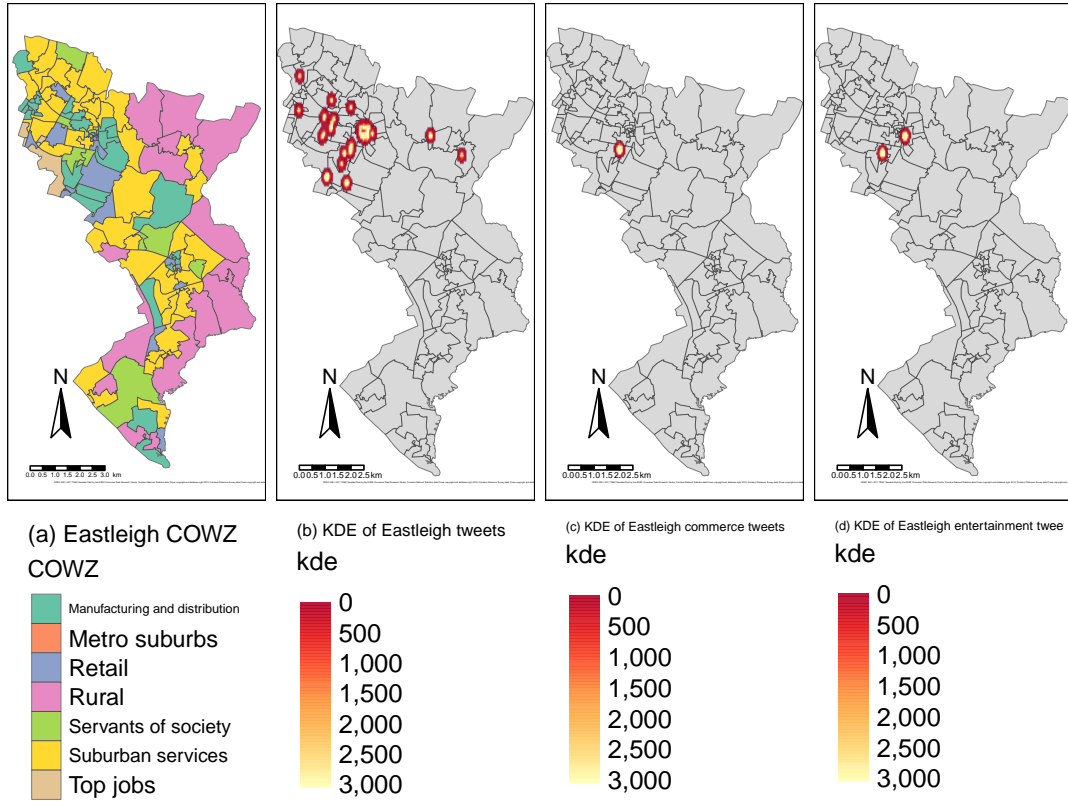 N
0.0 0.5 1.0 1.5 2.0 2.5 3.0 km
N
0.00.51.01.52.02.5km
N
0.00.51.01.52.02.5km
N
0.00.51.01.52.02.5km
(a) Eastleigh COWZ
COWZ
Manufacturing and distribution
Metro suburbs
Retail
Rural
Servants of society
Suburban services
Top jobs
(b) KDE of Eastleigh tweets
kde
0
500
1,000
1,500
2,000
2,500
3,000
(c) KDE of Eastleigh commerce tweets
kde
0
500
1,000
1,500
2,000
2,500
3,000
(d) KDE of Eastleigh entertainment twee
kde
0
500
1,000
1,500
2,000
2,500
3,000